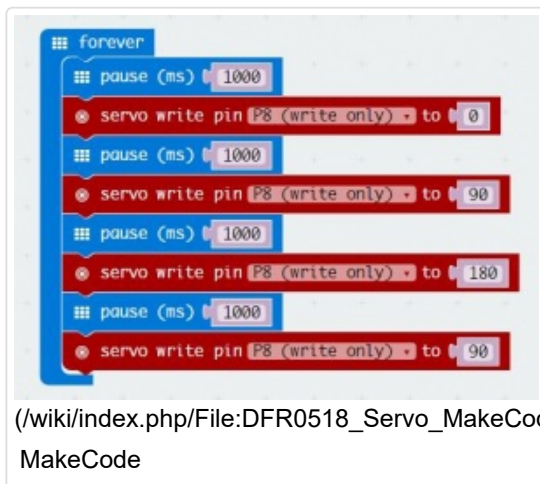 forever
pause (ms) 1000
servo write pin P8 (write only) to 0
pause (ms) 1000
servo write pin P8 (write only) to 90
pause (ms) 1000
servo write pin P8 (write only) to 180
pause (ms) 1000
servo write pin P8 (write only) to 90
(/wiki/index.php/File:DFR0518_Servo_MakeCo
MakeCode